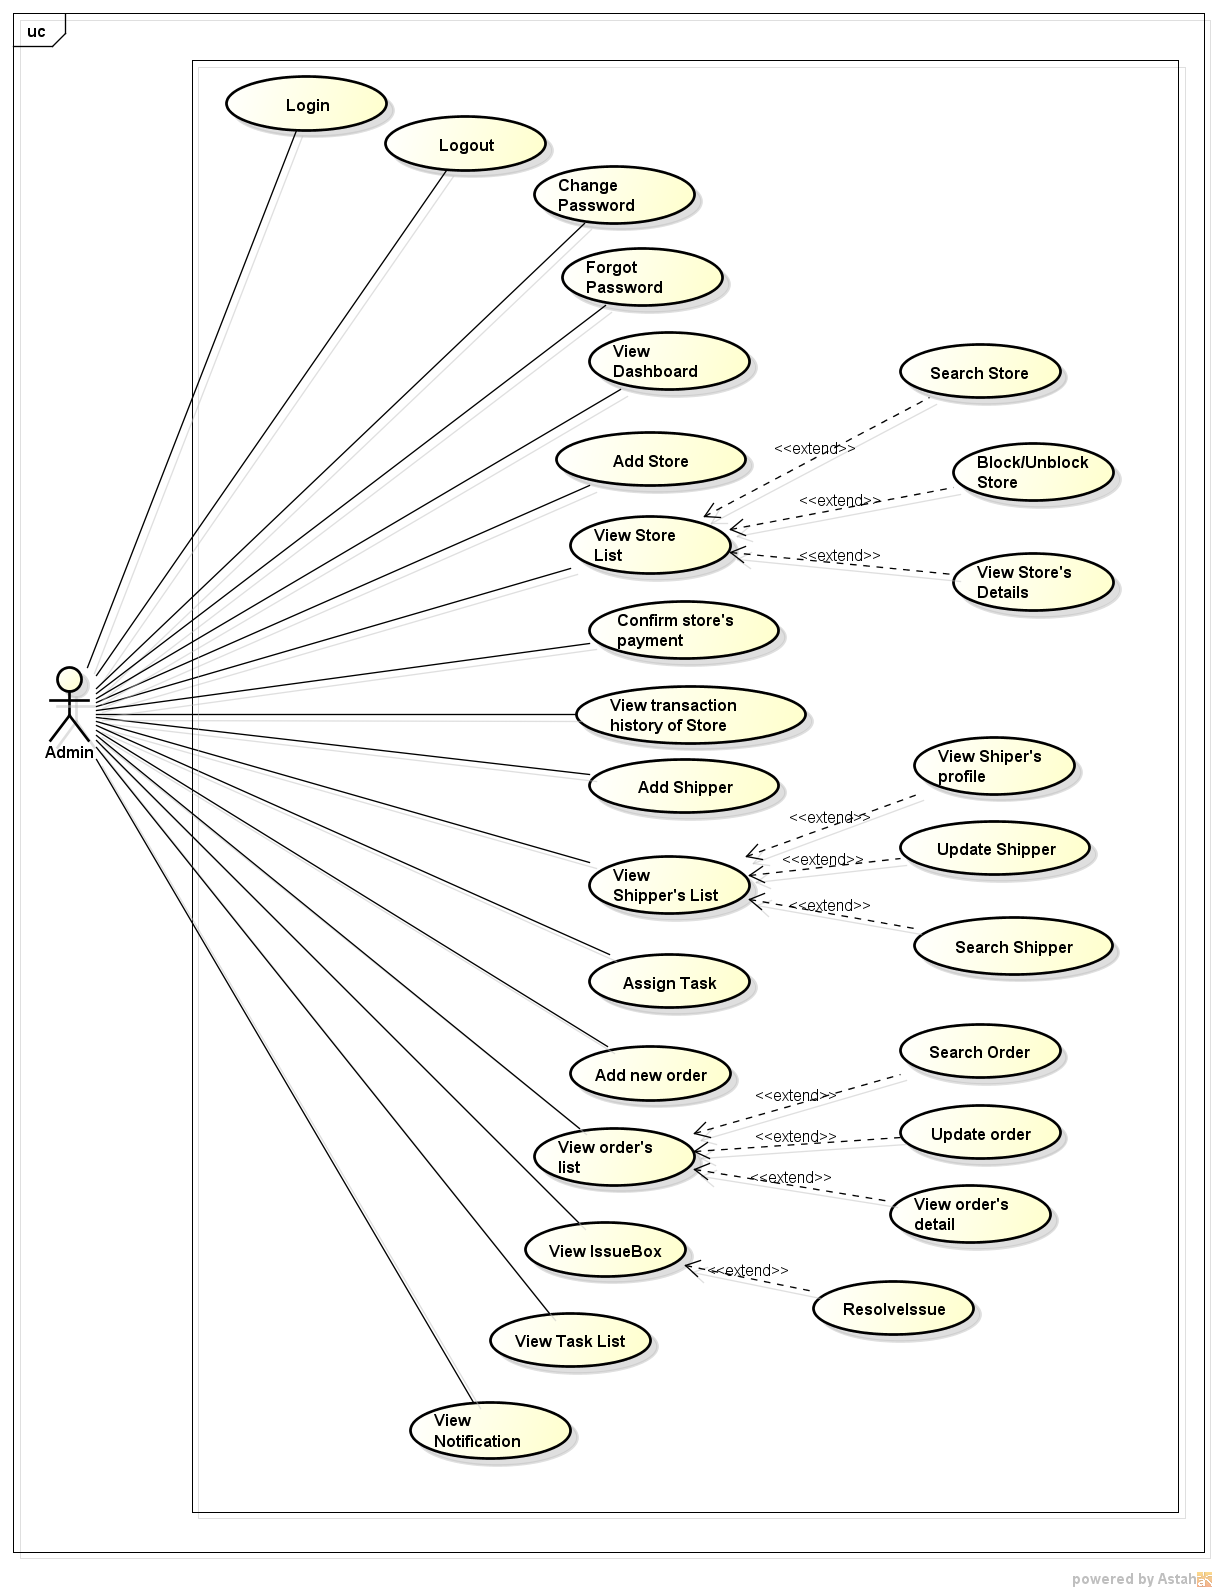 uc
Login
Logout
Change
Password
Forgot
Password
View
Dashboard
Search Store
<<extend>>
Add Store
Block/Unblock
Store
<<extend>>
View Store
List
<<extend>>
View Store's
Details
Confirm store's
payment
View transaction
history of Store
Admin
View Shiper's
profile
Add Shipper
<<extend>>
Update Shipper
<<extend>>
View
Shipper's List
<<extend>>
Search Shipper
Assign Task
Search Order
Add new order
<<extend>>
Update order
<<extend>>
View order's
list
<<extend>>
View order's
detail
View IssueBox
<<extend>>
ResolveIssue
View Task List
View
Notification
powered by Astah